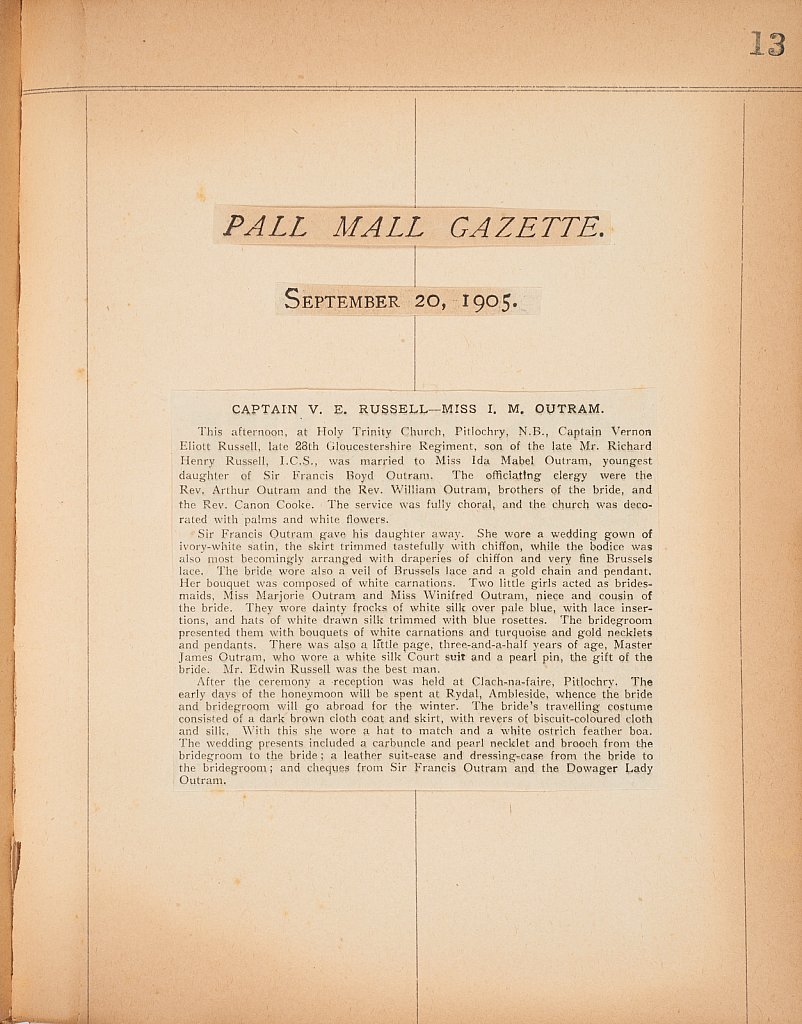 13
PALL MALL GAZETTE.
SEPTEMBER 20, 1905.
CAPTAIN V. E. RUSSELL—MISS I. M. OUTRAM.
This afternoon, at Holy Trinity Church, Pitlochry, N.B., Captain Vernon
Eliott Russell, late 28th Gloucestershire Regiment, son of the late Mr. Richard
Henry Russell, I.C.S., was married to Miss Ida Mabel Outram, youngest
daughter of Sir Francis Boyd Outram. The officiating clergy were the
Rev. Arthur Outram and the Rev. William Outram, brothers of the bride, and
the Rev. Canon Cooke. The service was fully choral, and the church was deco-
rated with palms and white flowers.
Sir Francis Outram gave his daughter away. She wore a wedding gown of
ivory-white satin, the skirt trimmed tastefully with chiffon, while the bodice was
also most becomingly arranged with draperies of chiffon and very fine Brussels
lace. The bride wore also a veil of Brussels lace and a gold chain and pendant.
Her bouquet was composed of white carnations. Two little girls acted as brides-
maids, Miss Marjorie Outram and Miss Winifred Outram, niece and cousin of
the bride. They wore dainty frocks of white silk over pale blue, with lace inser-
tions, and hats of white drawn silk trimmed with blue rosettes. The bridegroom
presented them with bouquets of white carnations and turquoise and gold necklets
and pendants. There was also a little page, three-and-a-half years of age, Master
James Outram, who wore a white silk Court suit and a pearl pin, the gift of the
bride. Mr. Edwin Russell was the best man.
After the ceremony a reception was held at Clach-na-faire, Pitlochry. The
early days of the honeymoon will be spent at Rydal, Ambleside, whence the bride
and bridegroom will go abroad for the winter. The bride's travelling costume
consisted of a dark brown cloth coat and skirt, with revers of biscuit-coloured cloth
and silk. With this she wore a hat to match and a white ostrich feather boa.
The wedding presents included a carbuncle and pearl necklet and brooch from the
bridegroom to the bride; a leather suit-case and dressing-case from the bride to
the bridegroom; and cheques from Sir Francis Outram and the Dowager Lady
Outram.